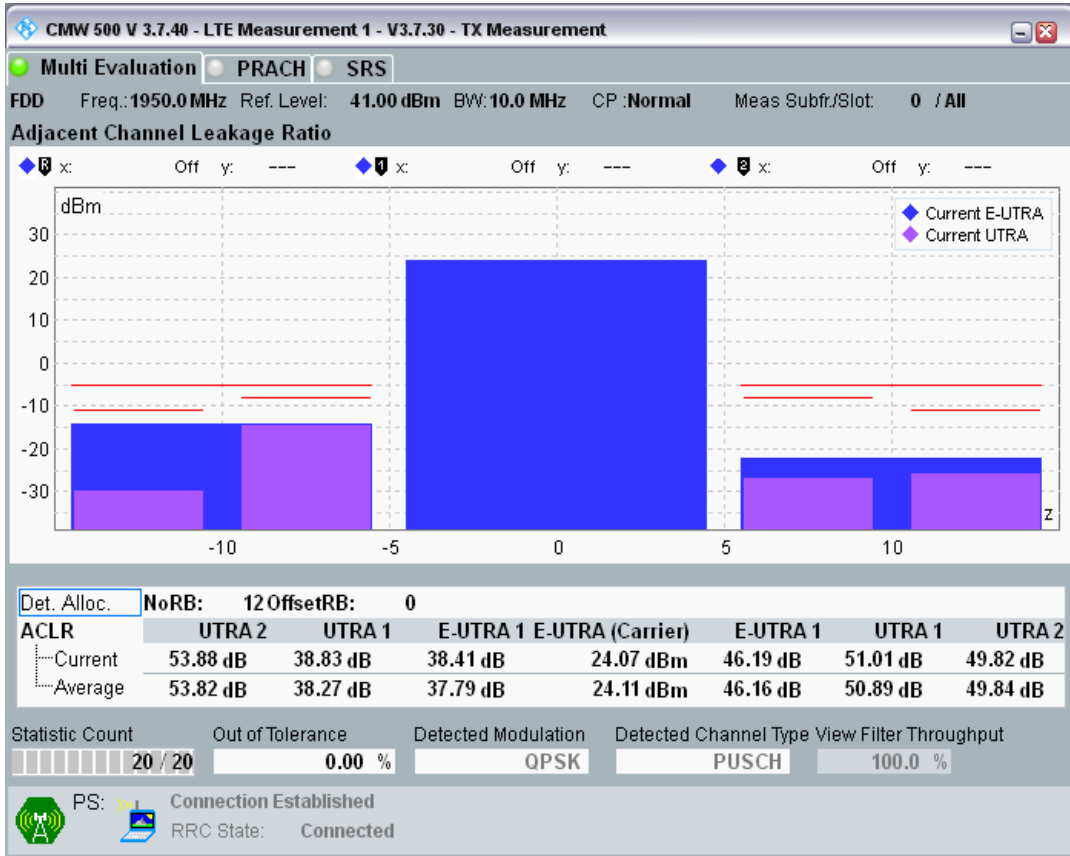 CMW 500 V 3.7.40 - LTE Measurement 1 - V3.7.30 - TX Measurement
Multi Evaluation PRACH SRS
FDD Freq.: 1950.0 MHz Ref. Level: 41.00 dBm BW: 10.0 MHz CP : Normal Meas Subfr./Slot: 0 / All
Adjacent Channel Leakage Ratio
R x: Off y: --- 1 x: Off y: --- 2 x: Off y: ---
dBm
Current E-UTRA
Current UTRA
30
20
10
0
-10
-20
-30
z
-10 -5 0 5 10
Det. Alloc. NoRB: 12 OffsetRB: 0
ACLR UTRA 2 UTRA 1 E-UTRA 1 E-UTRA (Carrier) E-UTRA 1 UTRA 1 UTRA 2
Current 53.88 dB 38.83 dB 38.41 dB 24.07 dBm 46.19 dB 51.01 dB 49.82 dB
Average 53.82 dB 38.27 dB 37.79 dB 24.11 dBm 46.16 dB 50.89 dB 49.84 dB
Statistic Count Out of Tolerance Detected Modulation Detected Channel Type View Filter Throughput
20 / 20 0.00 % QPSK PUSCH 100.0 %
PS: Connection Established
RRC State: Connected